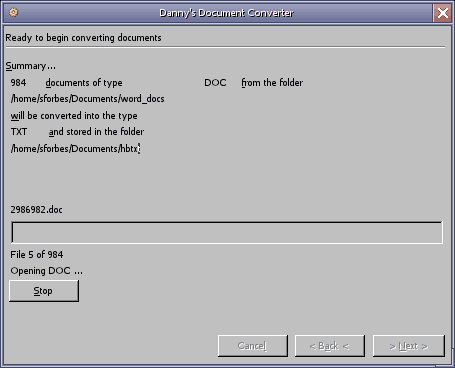 Danny's Document Converter
Ready to begin converting documents
Summary...
984 documents of type DOC from the folder
/home/sforbes/Documents/word_docs
will be converted into the type
TXT and stored in the folder
/home/sforbes/Documents/hbtx
2986982.doc
File 5 of 984
Opening DOC ...
Stop
Cancel < Back < > Next >